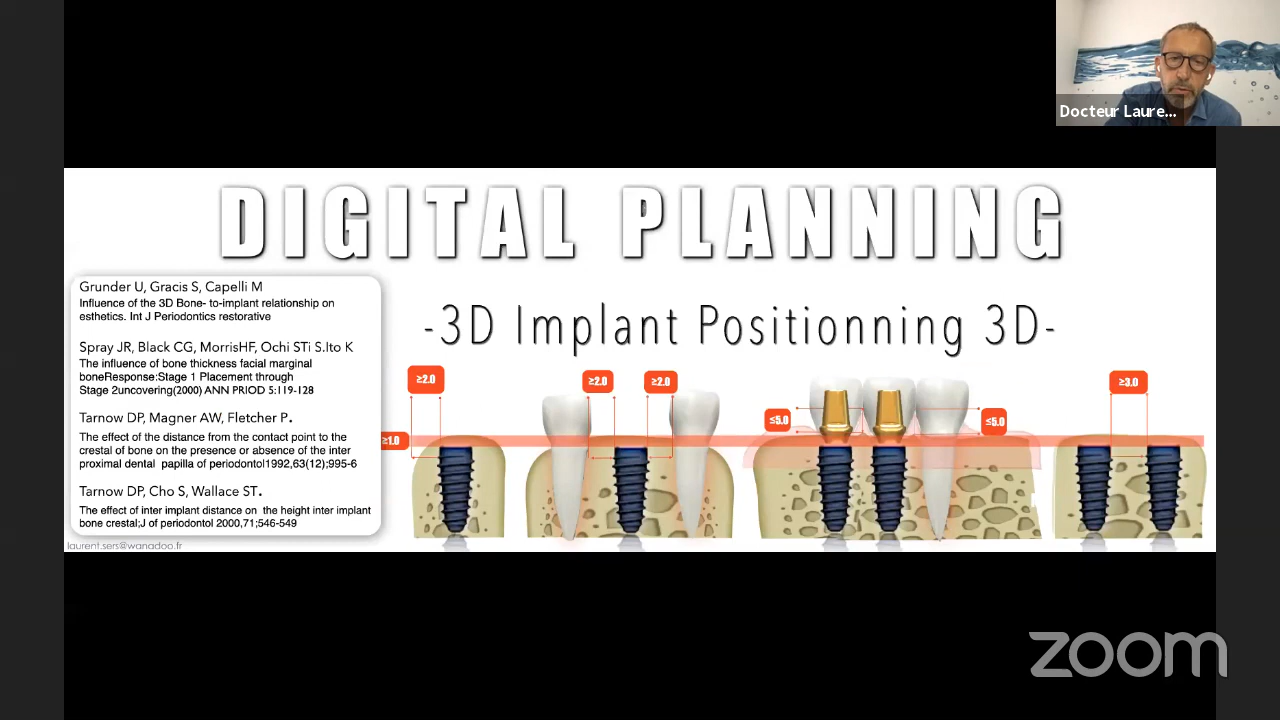 Docteur Laure...
DIGITAL PLANNING
Grunder U, Gracis S, Capelli M
Influence of the 3D Bone- to-implant relationship on
esthetics. Int J Periodontics restorative
Spray JR, Black CG, MorrisHF, Ochi STi S.Ito K
The influence of bone thickness facial marginal
boneResponse:Stage 1 Placement through
Stage 2uncovering(2000) ANN PRIOD 5:119-128
Tarnow DP, Magner AW, Fletcher P.
The effect of the distance from the contact point to the
crestal of bone on the presence or absence of the inter
proximal dental papilla of periodontol1992,63(12);995-6
Tarnow DP, Cho S, Wallace ST.
The effect of inter implant distance on the height inter implant
bone crestal;J of periodontol 2000,71;546-549
laurent.sers@wanadoo.fr
-3D Implant Positionning 3D-
≥2.0
≥2.0
≥2.0
≥3.0
≤5.0
≤5.0
≥1.0
zoom